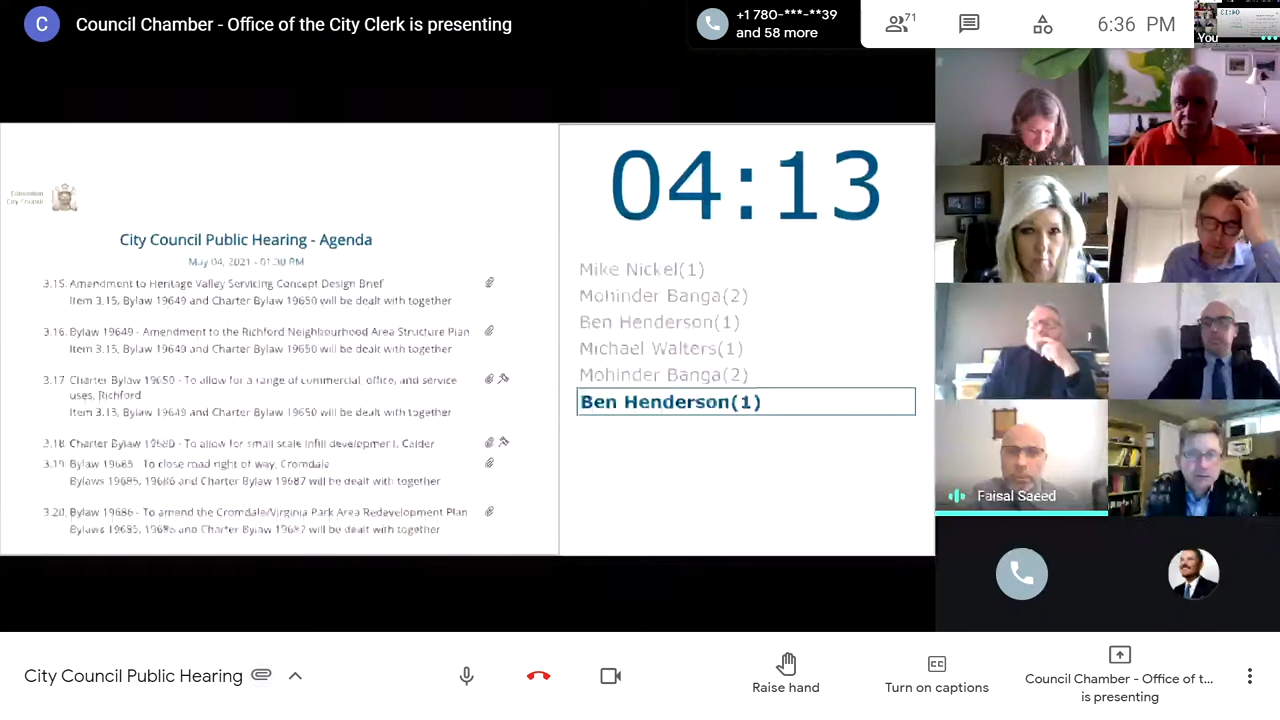 C Council Chamber - Office of the City Clerk is presenting
+1 780-***-**39
and 58 more
71
6:36 PM
You
Edmonton
City Council
City Council Public Hearing - Agenda
May 04, 2021 - 01:30 PM
3.15. Amendment to Heritage Valley Servicing Concept Design Brief
Item 3.15, Bylaw 19649 and Charter Bylaw 19650 will be dealt with together
3.16. Bylaw 19649 - Amendment to the Richford Neighbourhood Area Structure Plan
Item 3.15, Bylaw 19649 and Charter Bylaw 19650 will be dealt with together
3.17. Charter Bylaw 19650 - To allow for a range of commercial, office, and service
uses, Richford
Item 3.15, Bylaw 19649 and Charter Bylaw 19650 will be dealt with together
3.18. Charter Bylaw - To allow for small scale infill development, Calder
3.19. Bylaw 19685 - To close road right of way, Cromdale
Bylaws 19685, 19686 and Charter Bylaw 19687 will be dealt with together
3.20. Bylaw 19686 - To amend the Cromdale/Virginia Park Area Redevelopment Plan
Bylaws 19685, 19686 and Charter Bylaw 19687 will be dealt with together
04:13
Mike Nickel(1)
Mohinder Banga(2)
Ben Henderson(1)
Michael Walters(1)
Mohinder Banga(2)
Ben Henderson(1)
Faisal Saeed
City Council Public Hearing
Raise hand
Turn on captions
Council Chamber - Office of t...
is presenting